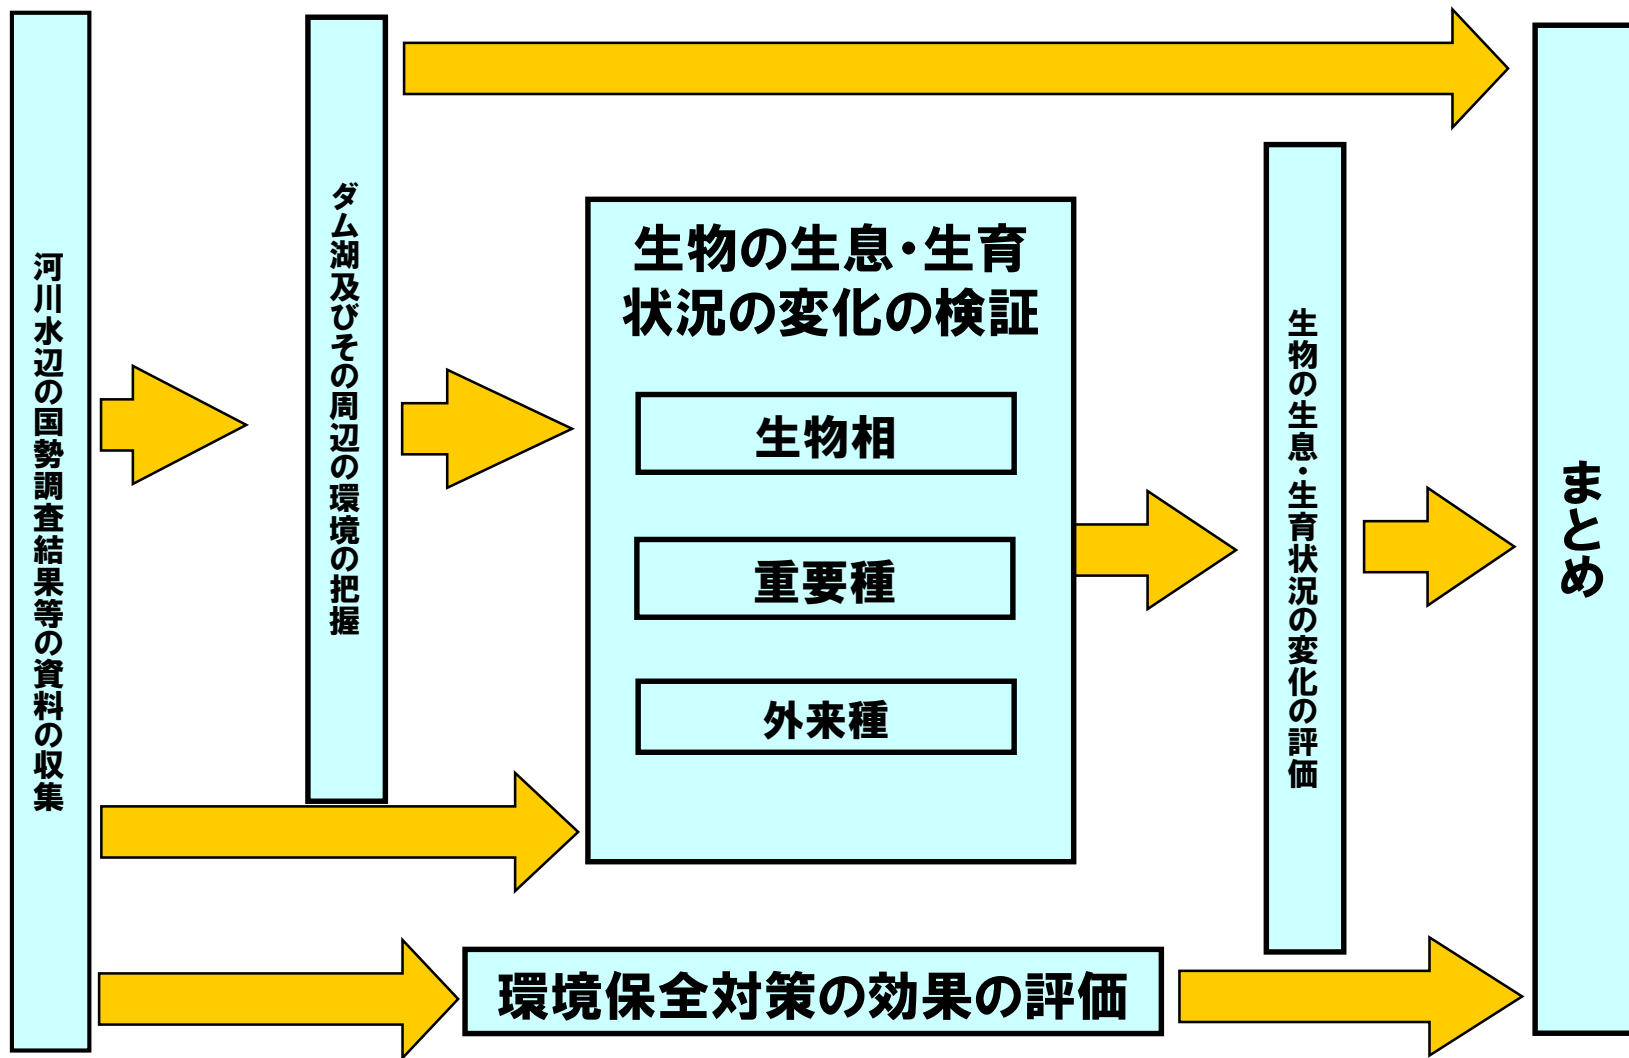 河川水辺の国勢調査結果等の資料の収集
ダム湖及びその周辺の環境の把握
生物の生息・生育
状況の変化の検証
生物相
重要種
外来種
環境保全対策の効果の評価
生物の生息・生育状況の変化の評価
まとめ